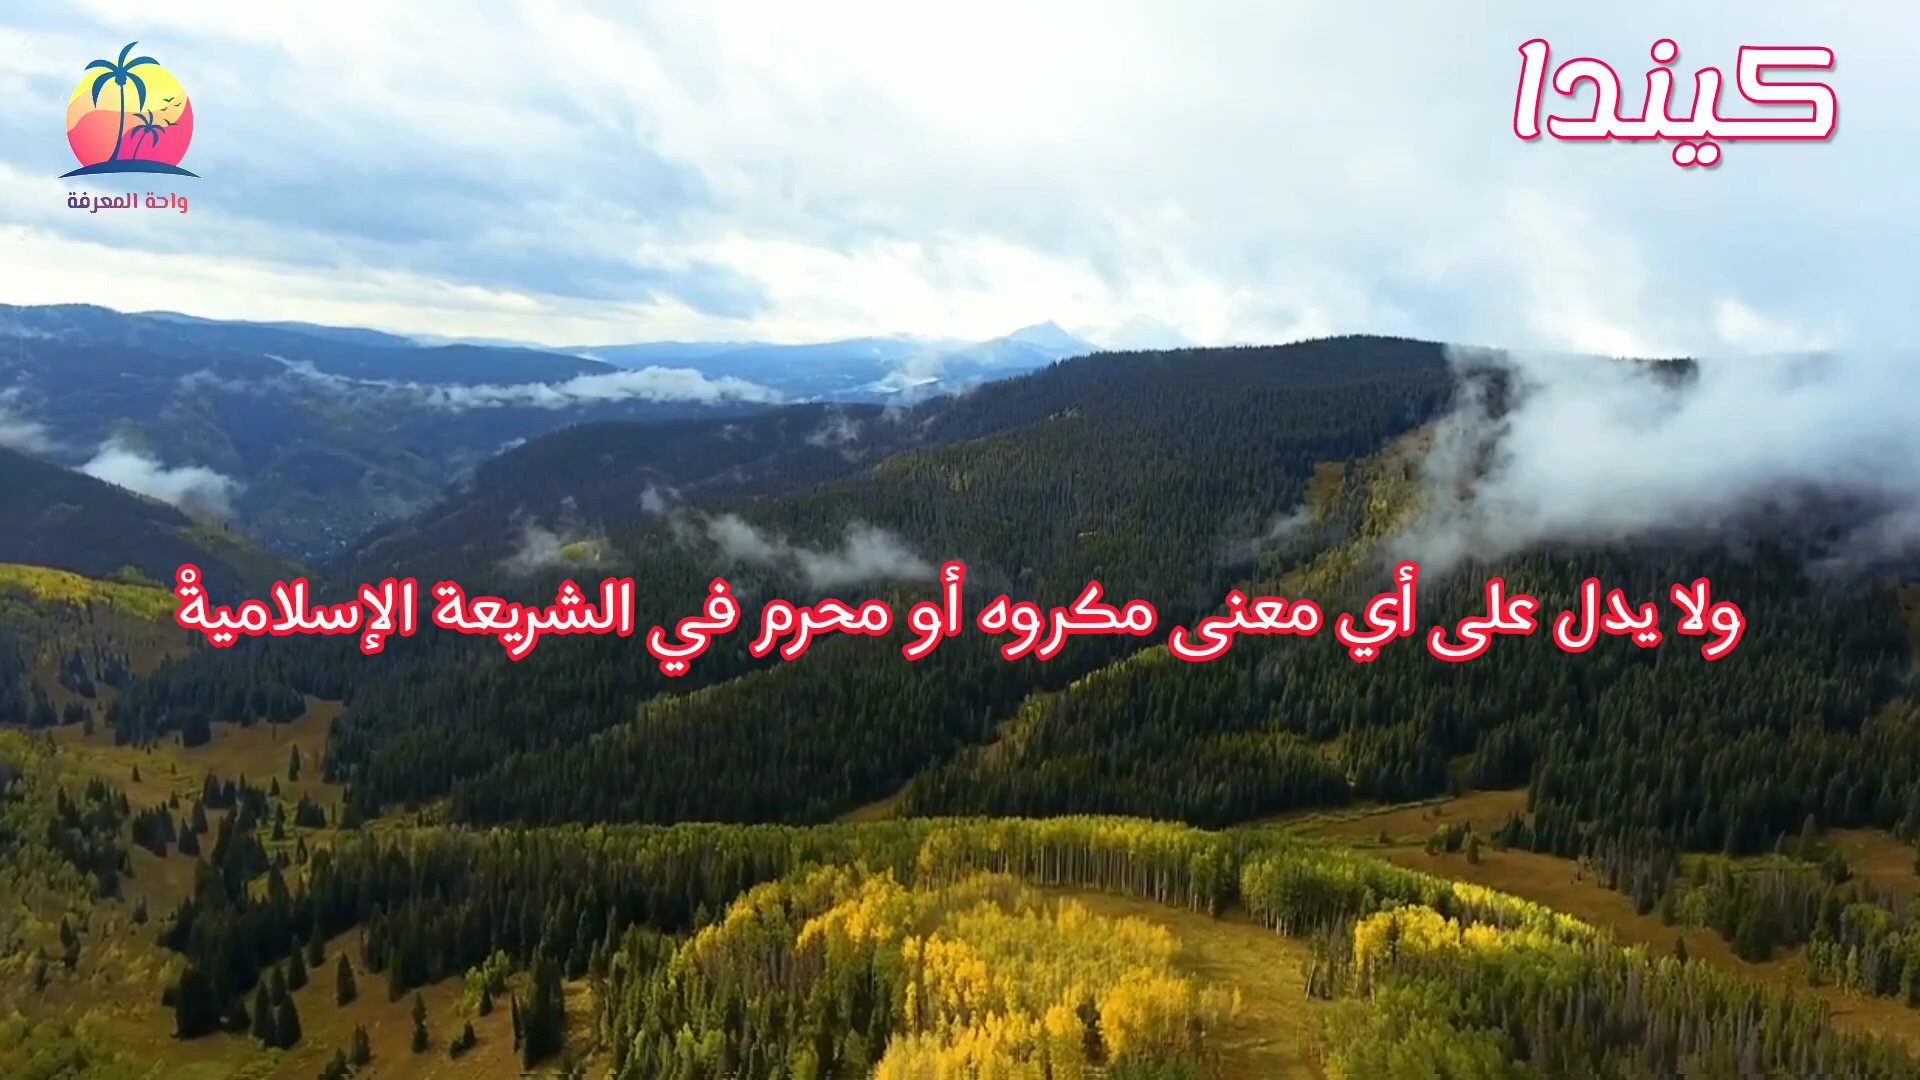 كيندا
واحة المعرفة
ولا يدل على أي معنى مكروه أو محرم في الشريعة الإسلاميةْ